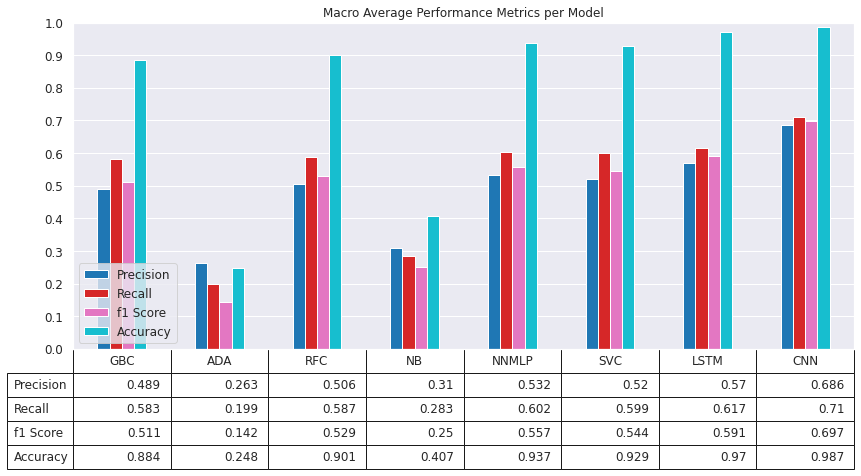 Macro Average Performance Metrics per Model
1.0
0.9
0.8
0.7
0.6
0.5
0.4
0.3
0.2
0.1
0.0
Precision
Recall
f1 Score
Accuracy
GBC ADA RFC NB NNMLP SVC LSTM CNN
Precision 0.489 0.263 0.506 0.31 0.532 0.52 0.57 0.686
Recall 0.583 0.199 0.587 0.283 0.602 0.599 0.617 0.71
f1 Score 0.511 0.142 0.529 0.25 0.557 0.544 0.591 0.697
Accuracy 0.884 0.248 0.901 0.407 0.937 0.929 0.97 0.987